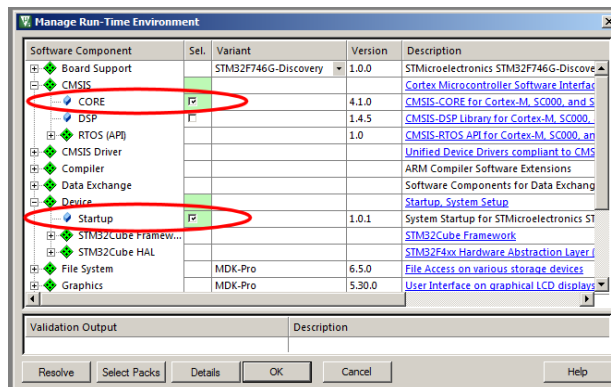 Manage Run-Time Environment
Software Component Sel. Variant Version Description
Board Support STM32F746G-Discovery 1.0.0 STMicroelectronics STM32F746G-Discove
CMSIS Cortex Microcontroller Software Interfac
CORE 4.1.0 CMSIS-CORE for Cortex-M, SC000, and S
DSP 1.4.5 CMSIS-DSP Library for Cortex-M, SC000,
RTOS (API) 1.0 CMSIS-RTOS API for Cortex-M, SC000, an
CMSIS Driver Unified Device Drivers compliant to CMS
Compiler ARM Compiler Software Extensions
Data Exchange Software Components for Data Exchang
Device Startup, System Setup
Startup 1.0.1 System Startup for STMicroelectronics ST
STM32Cube Framew... STM32Cube Framework
STM32Cube HAL STM32F4xx Hardware Abstraction Layer (
File System MDK-Pro 6.5.0 File Access on various storage devices
Graphics MDK-Pro 5.30.0 User Interface on graphical LCD displays
Validation Output Description
Resolve Select Packs Details OK Cancel Help